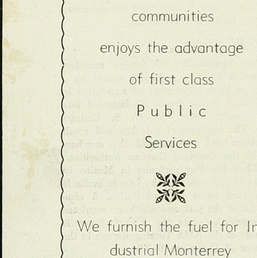 communities
enjoys the advantage
of first class
Public
Services
We furnish the fuel for In
dustrial Monterrey